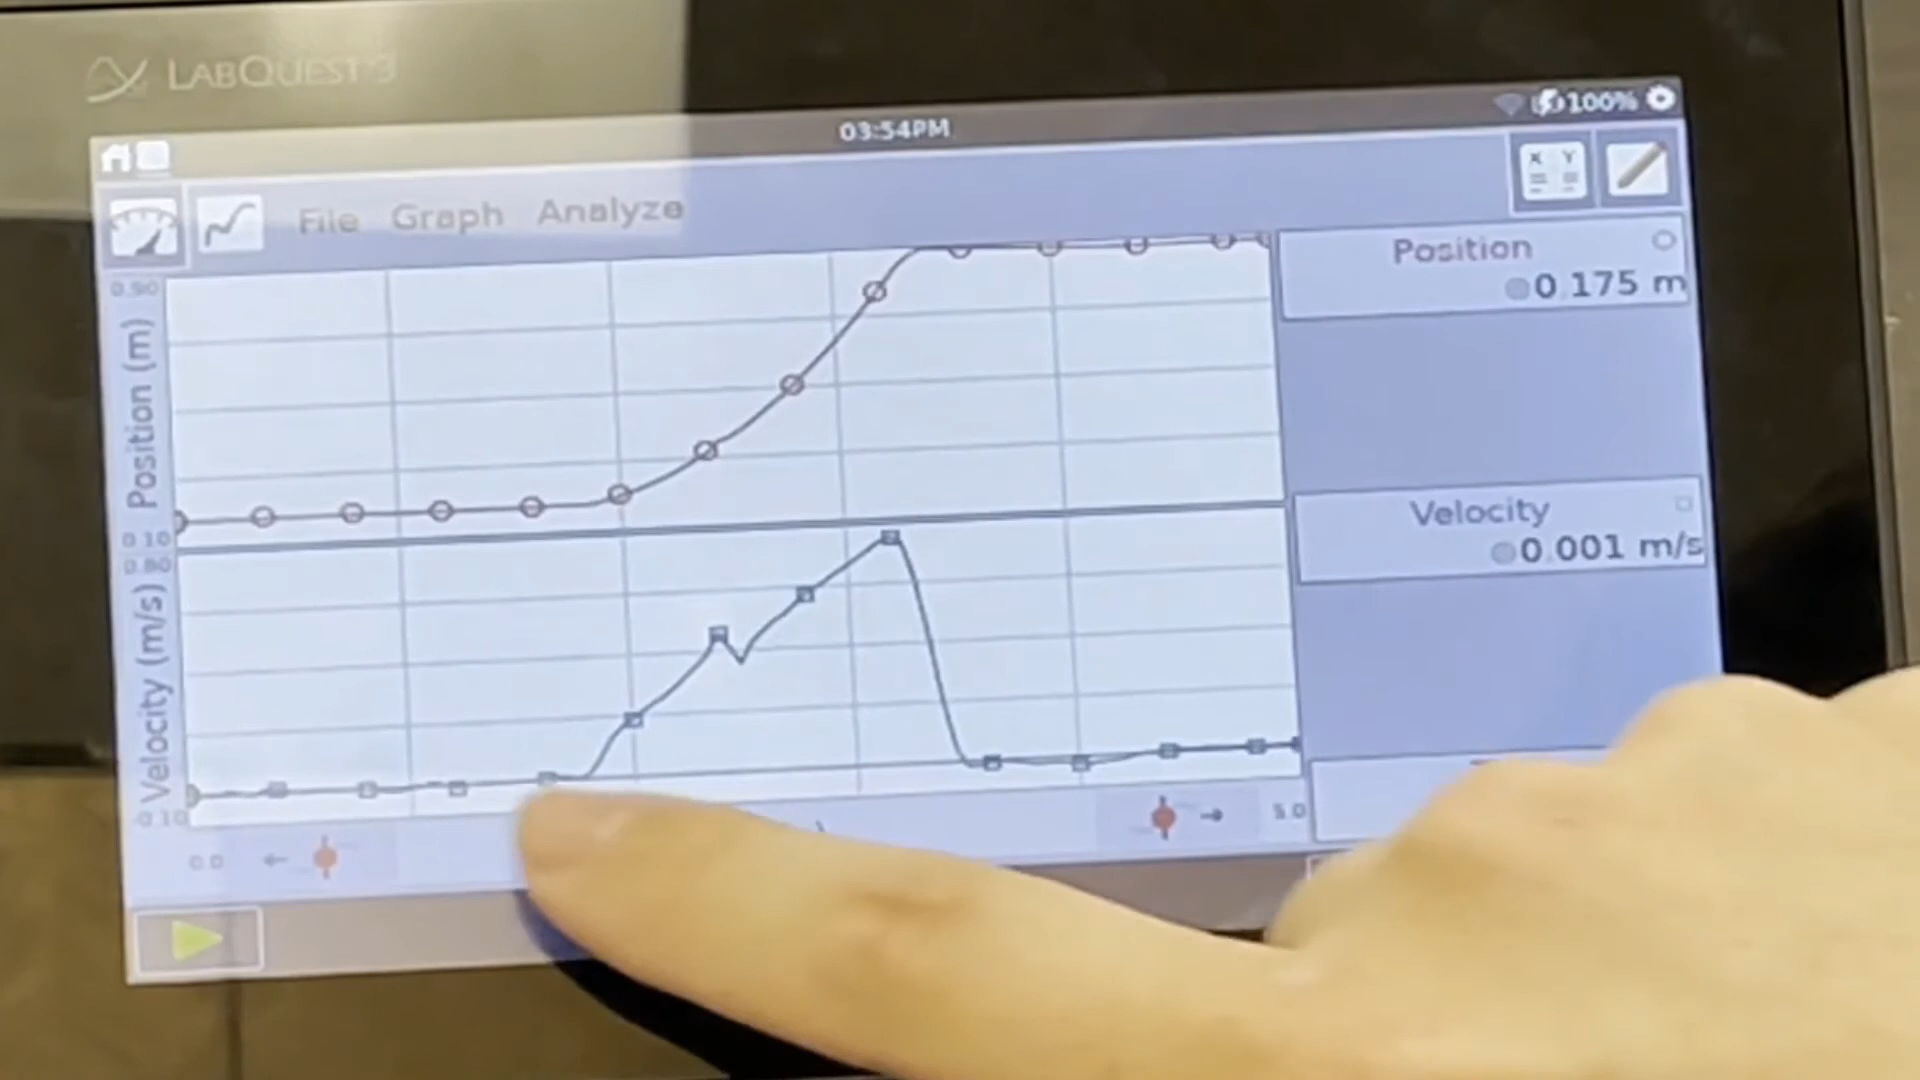 LABQUEST 3
03:54PM
100%
File Graph Analyze
X Y
= =
0.90
Position (m)
0.10
Position
0.175 m
0.80
Velocity (m/s)
-0.10
Velocity
0.001 m/s
0.0
5.0